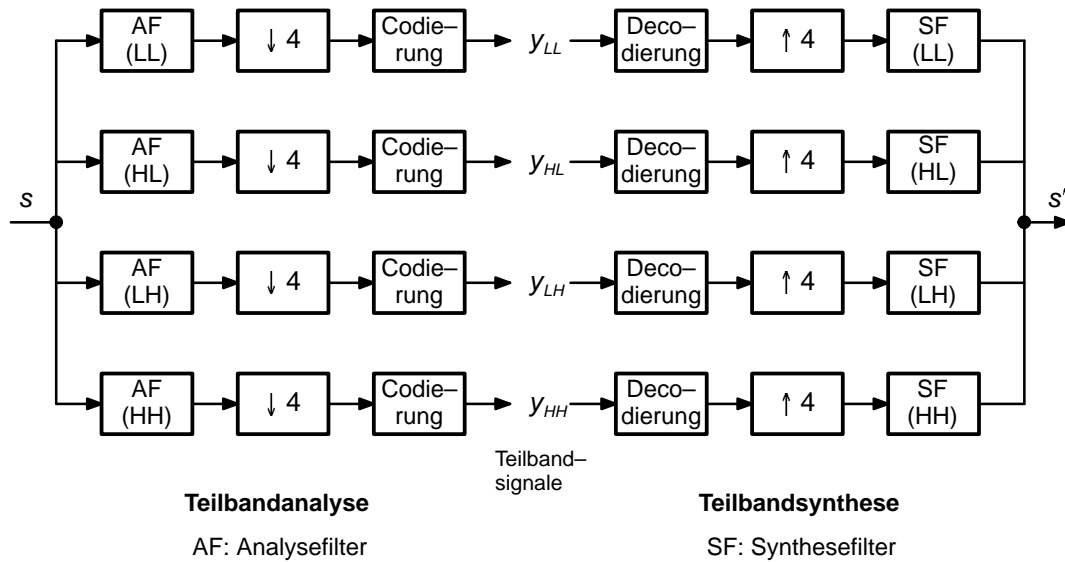 AF
(LL)
↓ 4
Codie–
rung
y_LL
Deco–
dierung
↑ 4
SF
(LL)
AF
(HL)
↓ 4
Codie–
rung
y_HL
Deco–
dierung
↑ 4
SF
(HL)
s
s'
AF
(LH)
↓ 4
Codie–
rung
y_LH
Deco–
dierung
↑ 4
SF
(LH)
AF
(HH)
↓ 4
Codie–
rung
y_HH
Deco–
dierung
↑ 4
SF
(HH)
Teilband–
signale
Teilbandanalyse
Teilbandsynthese
AF: Analysefilter
SF: Synthesefilter